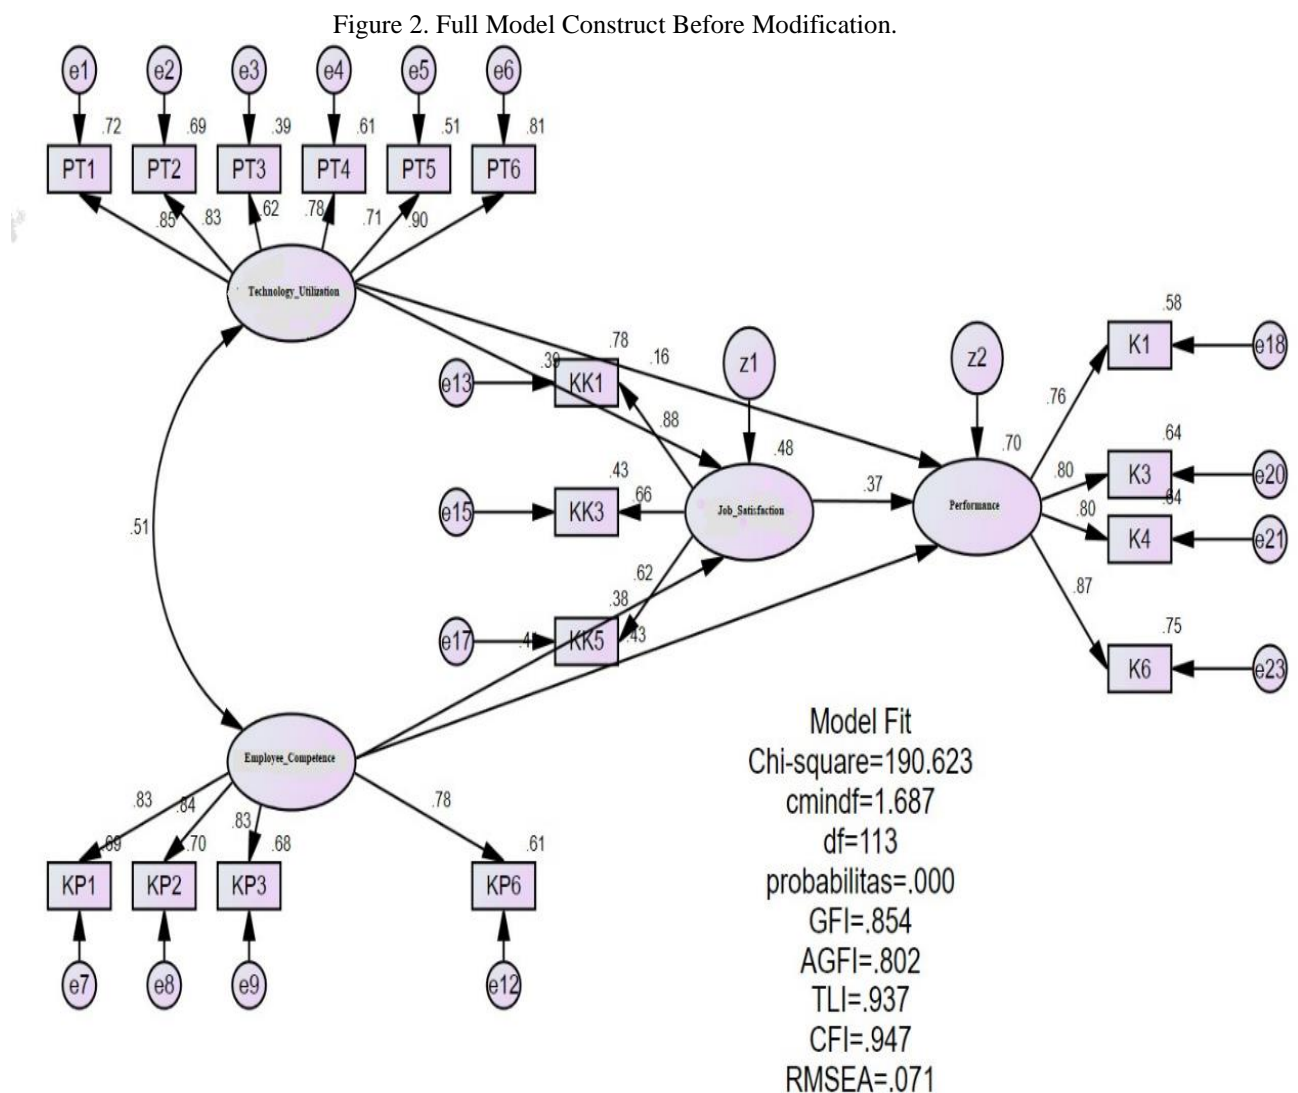 Figure 2. Full Model Construct Before Modification.
e1 e2 e3 e4 e5 e6
.72 .69 .39 .61 .51 .81
PT1 PT2 PT3 PT4 PT5 PT6
.85 .83 .62 .78 .71 .90
Technology_Utilization
.58
K1 e18
.78
.39 .16
z1 z2
e13 KK1
.76
.88
.48 .70
.64
.43
.80 K3 e20
.66 .37
.64
e15 KK3
Job_Satisfaction Performance
.80 K4 e21
.51
.62
.38
.87
.43
e17 KK5
.75
K6 e23
Employee_Competence
.83 .84 .83 .78
.69 .70 .68 .61
KP1 KP2 KP3 KP6
e7 e8 e9 e12
Model Fit
Chi-square=190.623
cmindf=1.687
df=113
probabilitas=.000
GFI=.854
AGFI=.802
TLI=.937
CFI=.947
RMSEA=.071